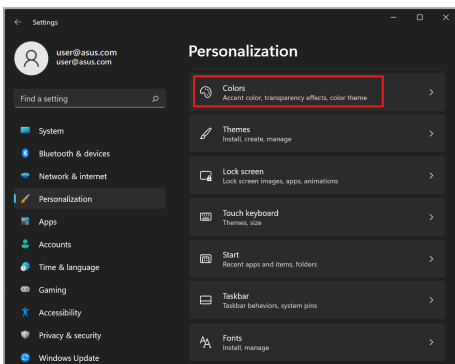 Settings
user@asus.com
user@asus.com
Find a setting
System
Bluetooth & devices
Network & internet
Personalization
Apps
Accounts
Time & language
Gaming
Accessibility
Privacy & security
Windows Update
Personalization
Colors
Accent color, transparency effects, color theme
Themes
Install, create, manage
Lock screen
Lock screen images, apps, animations
Touch keyboard
Themes, size
Start
Recent apps and items, folders
Taskbar
Taskbar behaviors, system pins
Fonts
Install, manage